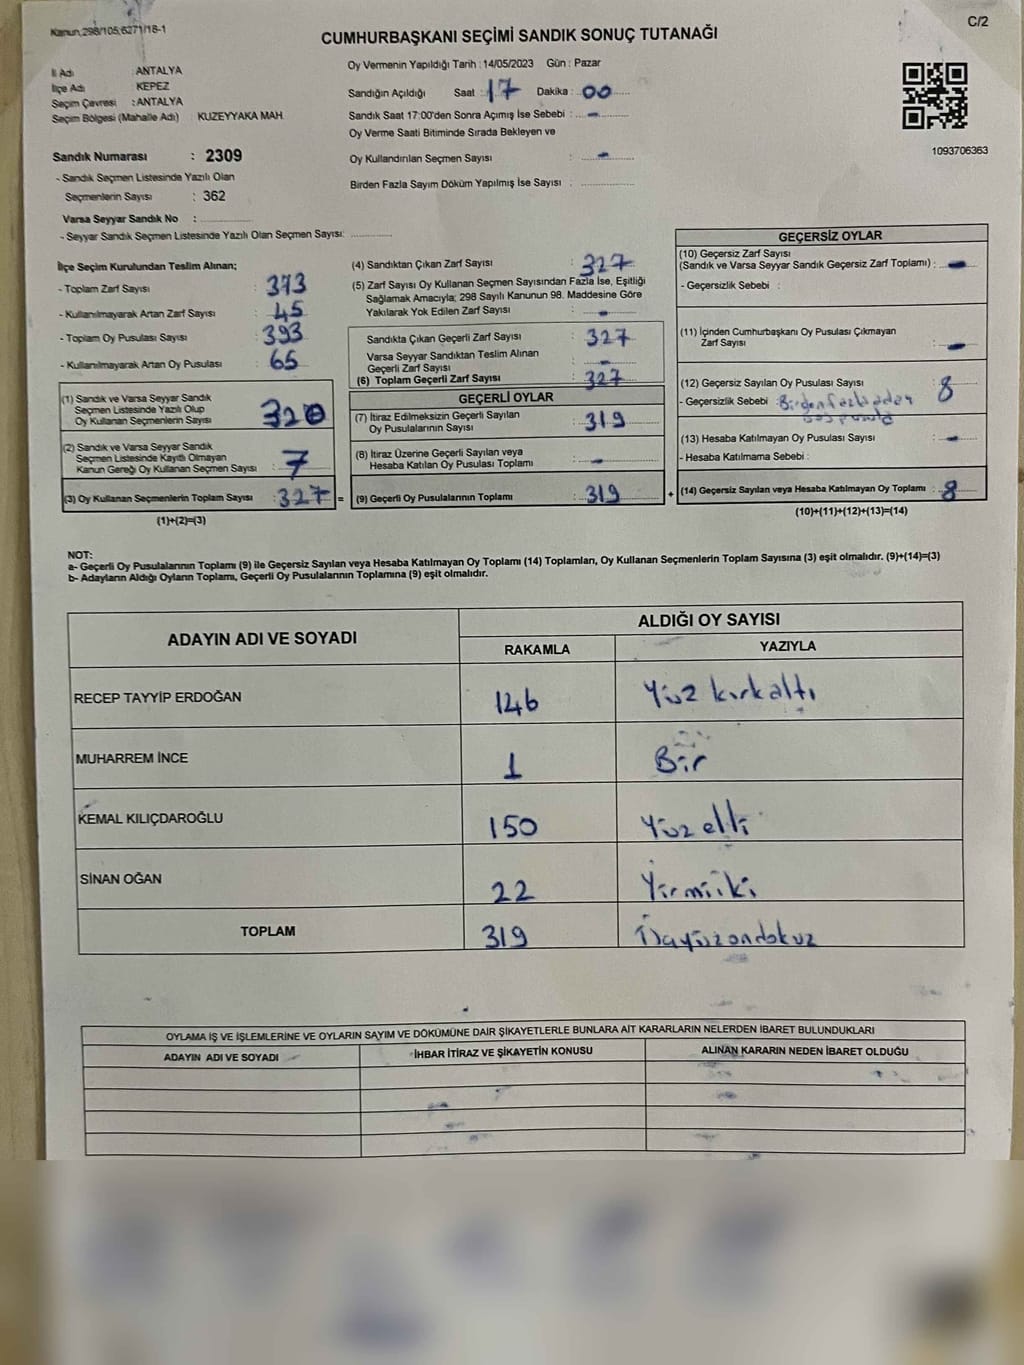 Kanun,298/105;6271/18-1
C/2
CUMHURBAŞKANI SEÇİMİ SANDIK SONUÇ TUTANAĞI
İl Adı : ANTALYA
İlçe Adı : KEPEZ
Seçim Çevresi : ANTALYA
Seçim Bölgesi (Mahalle Adı) KUZEYYAKA MAH.
Sandık Numarası : 2309
- Sandık Seçmen Listesinde Yazılı Olan
Seçmenlerin Sayısı : 362
Varsa Seyyar Sandık No : ............
- Seyyar Sandık Seçmen Listesinde Yazılı Olan Seçmen Sayısı: ............
Oy Vermenin Yapıldığı Tarih : 14/05/2023 Gün : Pazar
Sandığın Açıldığı Saat : 17 Dakika : 00
Sandık Saat 17:00'den Sonra Açımış İse Sebebi : -
Oy Verme Saati Bitiminde Sırada Bekleyen ve
Oy Kullandırılan Seçmen Sayısı : -
Birden Fazla Sayım Döküm Yapılmış İse Sayısı : ............
1093706363
İlçe Seçim Kurulundan Teslim Alınan;
- Toplam Zarf Sayısı : 373
- Kullanılmayarak Artan Zarf Sayısı : 45
- Toplam Oy Pusulası Sayısı : 393
- Kullanılmayarak Artan Oy Pusulası : 65
(1) Sandık ve Varsa Seyyar Sandık
Seçmen Listesinde Yazılı Olup
Oy Kullanan Seçmenlerin Sayısı : 320
(2) Sandık ve Varsa Seyyar Sandık
Seçmen Listesinde Kayıtlı Olmayan
Kanun Gereği Oy Kullanan Seçmen Sayısı : 7
(3) Oy Kullanan Seçmenlerin Toplam Sayısı : 327 =
(1)+(2)=(3)
(4) Sandıktan Çıkan Zarf Sayısı : 327
(5) Zarf Sayısı Oy Kullanan Seçmen Sayısından Fazla İse, Eşitliği
Sağlamak Amacıyla; 298 Sayılı Kanunun 98. Maddesine Göre
Yakılarak Yok Edilen Zarf Sayısı : -
Sandıkta Çıkan Geçerli Zarf Sayısı : 327
Varsa Seyyar Sandıktan Teslim Alınan
Geçerli Zarf Sayısı : -
(6) Toplam Geçerli Zarf Sayısı : 327
GEÇERLİ OYLAR
(7) İtiraz Edilmeksizin Geçerli Sayılan
Oy Pusulalarının Sayısı : 319
(8) İtiraz Üzerine Geçerli Sayılan veya
Hesaba Katılan Oy Pusulası Toplamı : -
(9) Geçerli Oy Pusulalarının Toplamı : 319 +
GEÇERSİZ OYLAR
(10) Geçersiz Zarf Sayısı
(Sandık ve Varsa Seyyar Sandık Geçersiz Zarf Toplamı) : -
- Geçersizlik Sebebi :
(11) İçinden Cumhurbaşkanı Oy Pusulası Çıkmayan
Zarf Sayısı : -
(12) Geçersiz Sayılan Oy Pusulası Sayısı : 8
- Geçersizlik Sebebi : Birden fazla aday
(13) Hesaba Katılmayan Oy Pusulası Sayısı : -
- Hesaba Katılmama Sebebi :
(14) Geçersiz Sayılan veya Hesaba Katılmayan Oy Toplamı : 8
(10)+(11)+(12)+(13)=(14)
NOT:
a- Geçerli Oy Pusulalarının Toplamı (9) ile Geçersiz Sayılan veya Hesaba Katılmayan Oy Toplamı (14) Toplamları, Oy Kullanan Seçmenlerin Toplam Sayısına (3) eşit olmalıdır. (9)+(14)=(3)
b- Adayların Aldığı Oyların Toplamı, Geçerli Oy Pusulalarının Toplamına (9) eşit olmalıdır.
ADAYIN ADI VE SOYADI
ALDIĞI OY SAYISI
RAKAMLA YAZIYLA
RECEP TAYYİP ERDOĞAN 146 Yüz kırkaltı
MUHARREM İNCE 1 Bir
KEMAL KILIÇDAROĞLU 150 Yüz elli
SİNAN OĞAN 22 Yirmiiki
TOPLAM 319 Üçyüzondokuz
OYLAMA İŞ VE İŞLEMLERİNE VE OYLARIN SAYIM VE DÖKÜMÜNE DAİR ŞİKAYETLERLE BUNLARA AİT KARARLARIN NELERDEN İBARET BULUNDUKLARI
ADAYIN ADI VE SOYADI İHBAR İTİRAZ VE ŞİKAYETİN KONUSU ALINAN KARARIN NEDEN İBARET OLDUĞU